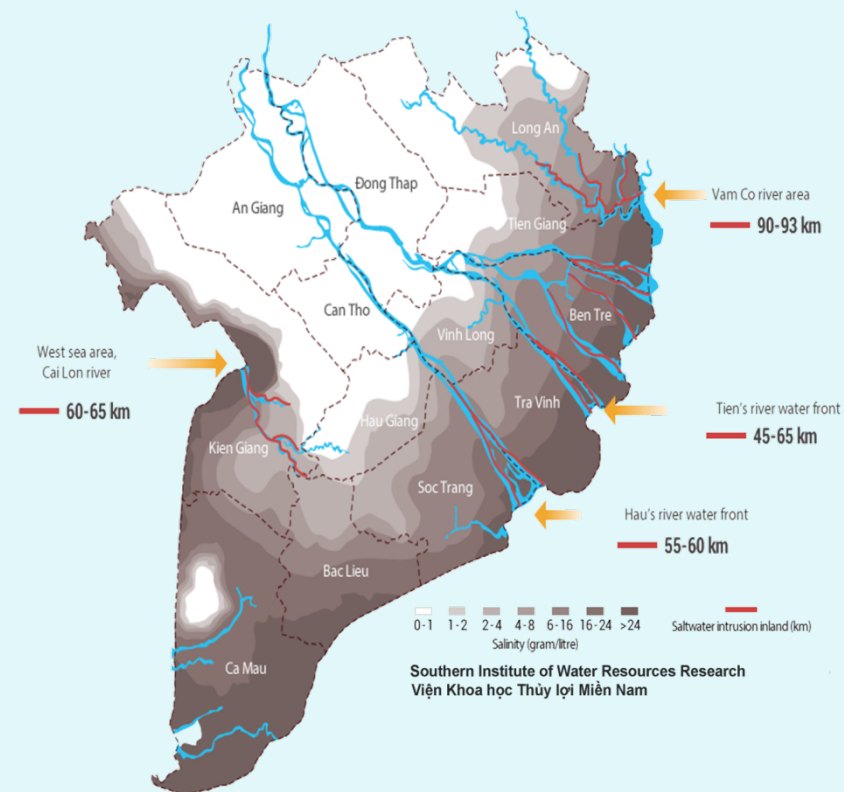 Long An
Đong Thap
An Giang
Vam Co river area
90-93 km
Tien Giang
Can Tho
Ben Tre
Vinh Long
West sea area,
Cai Lon river
60-65 km
Tra Vinh
Tien's river water front
45-65 km
Hau Giang
Kien Giang
Soc Trang
Hau's river water front
55-60 km
Bac Lieu
Ca Mau
0-1 1-2 2-4 4-8 6-16 16-24 >24
Salinity (gram/litre)
Saltwater intrusion inland (km)
Southern Institute of Water Resources Research
Viện Khoa học Thủy lợi Miền Nam